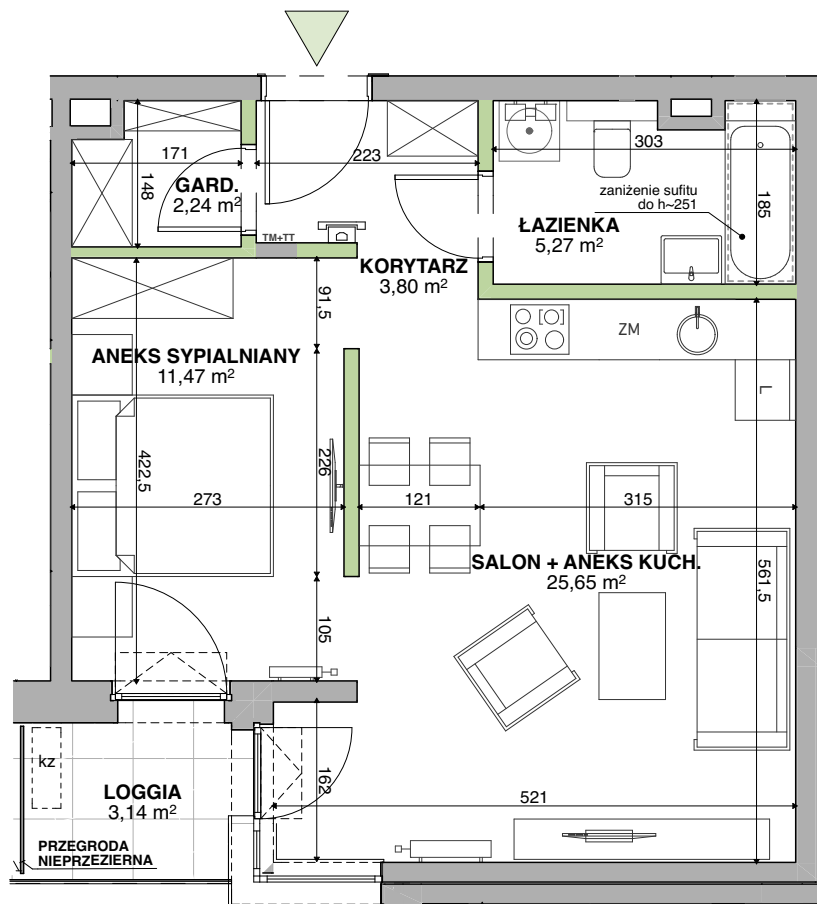 171
223
303
GARD.
2,24 m²
148
zaniżenie sufitu
do h~251
185
ŁAZIENKA
5,27 m²
TM+TT
KORYTARZ
3,80 m²
91,5
ZM
ANEKS SYPIALNIANY
11,47 m²
L
422,5
226
273
121
315
SALON + ANEKS KUCH.
25,65 m²
561,5
105
kz
LOGGIA
3,14 m²
162
521
PRZEGRODA
NIEPRZEZIERNA